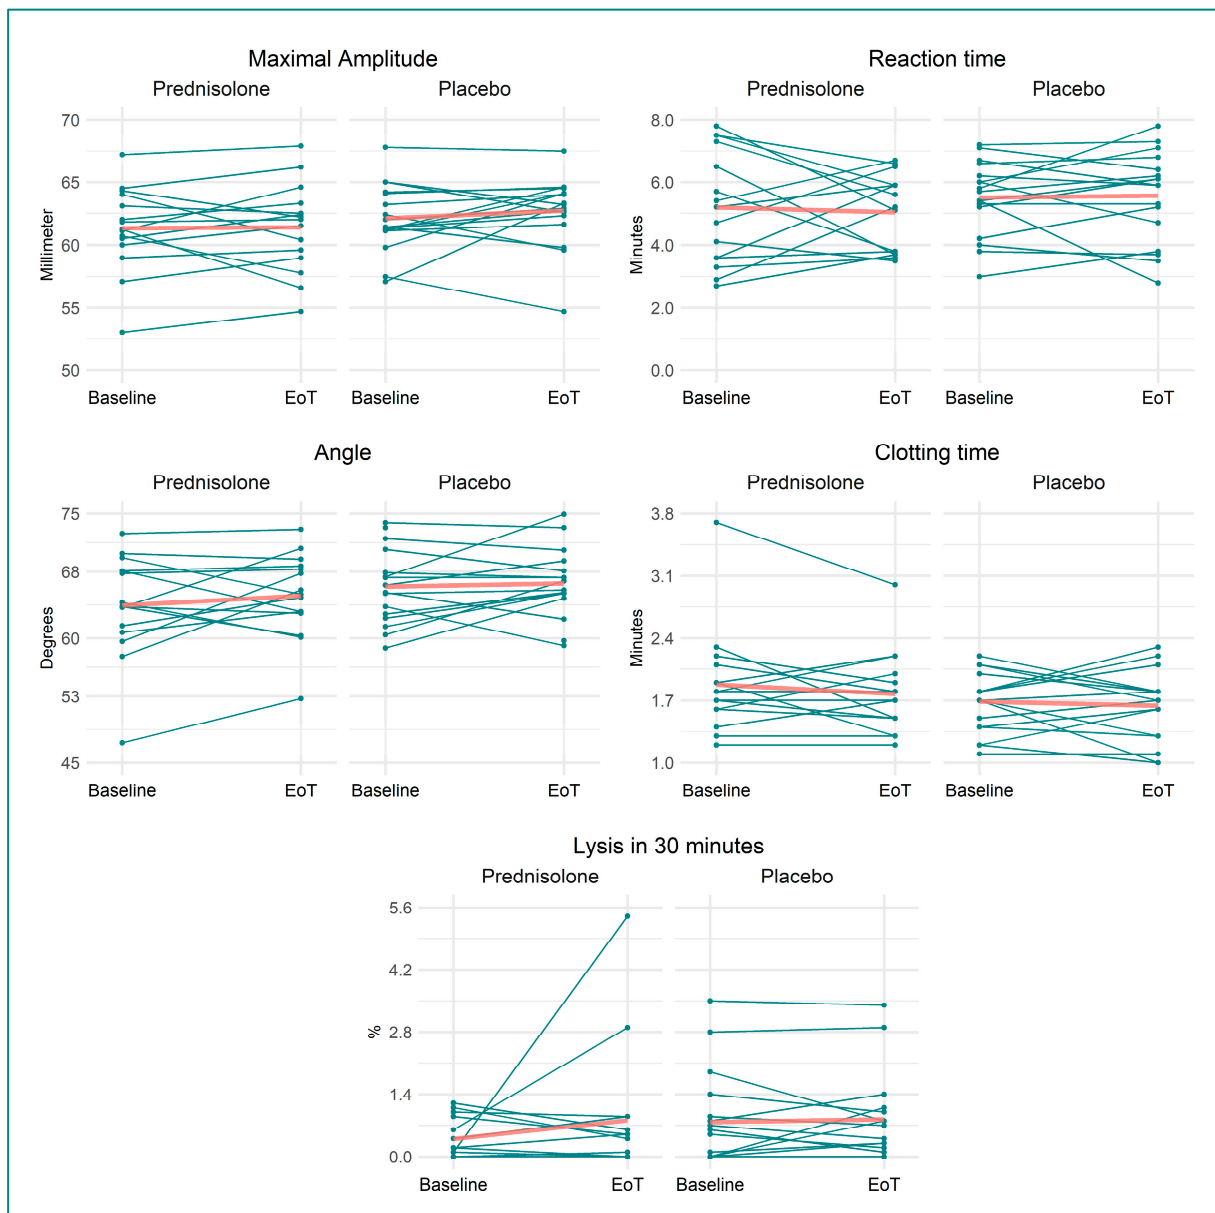 Maximal Amplitude
Prednisolone Placebo
Millimeter
70
65
60
55
50
Baseline EoT Baseline EoT
Reaction time
Prednisolone Placebo
Minutes
8.0
6.0
4.0
2.0
0.0
Baseline EoT Baseline EoT
Angle
Prednisolone Placebo
Degrees
75
68
60
53
45
Baseline EoT Baseline EoT
Clotting time
Prednisolone Placebo
Minutes
3.8
3.1
2.4
1.7
1.0
Baseline EoT Baseline EoT
Lysis in 30 minutes
Prednisolone Placebo
%
5.6
4.2
2.8
1.4
0.0
Baseline EoT Baseline EoT